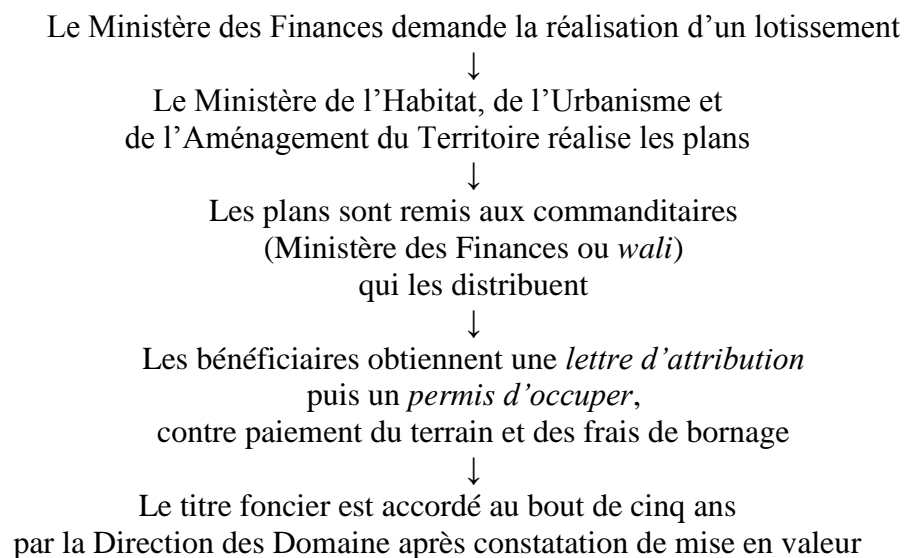 Le Ministère des Finances demande la réalisation d’un lotissement
↓
Le Ministère de l’Habitat, de l’Urbanisme et
de l’Aménagement du Territoire réalise les plans
↓
Les plans sont remis aux commanditaires
(Ministère des Finances ou wali)
qui les distribuent
↓
Les bénéficiaires obtiennent une lettre d’attribution
puis un permis d’occuper,
contre paiement du terrain et des frais de bornage
↓
Le titre foncier est accordé au bout de cinq ans
par la Direction des Domaine après constatation de mise en valeur